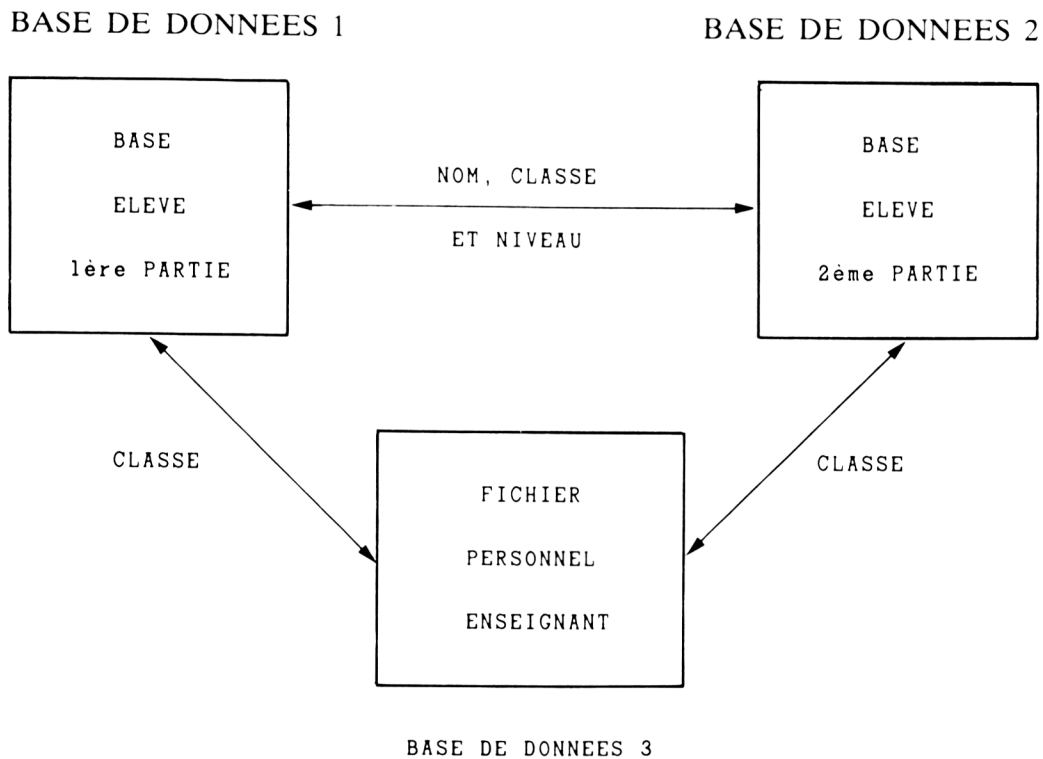 BASE DE DONNEES 1
BASE DE DONNEES 2
BASE
ELEVE
1ère PARTIE
NOM, CLASSE
ET NIVEAU
BASE
ELEVE
2ème PARTIE
CLASSE
CLASSE
FICHIER
PERSONNEL
ENSEIGNANT
BASE DE DONNEES 3